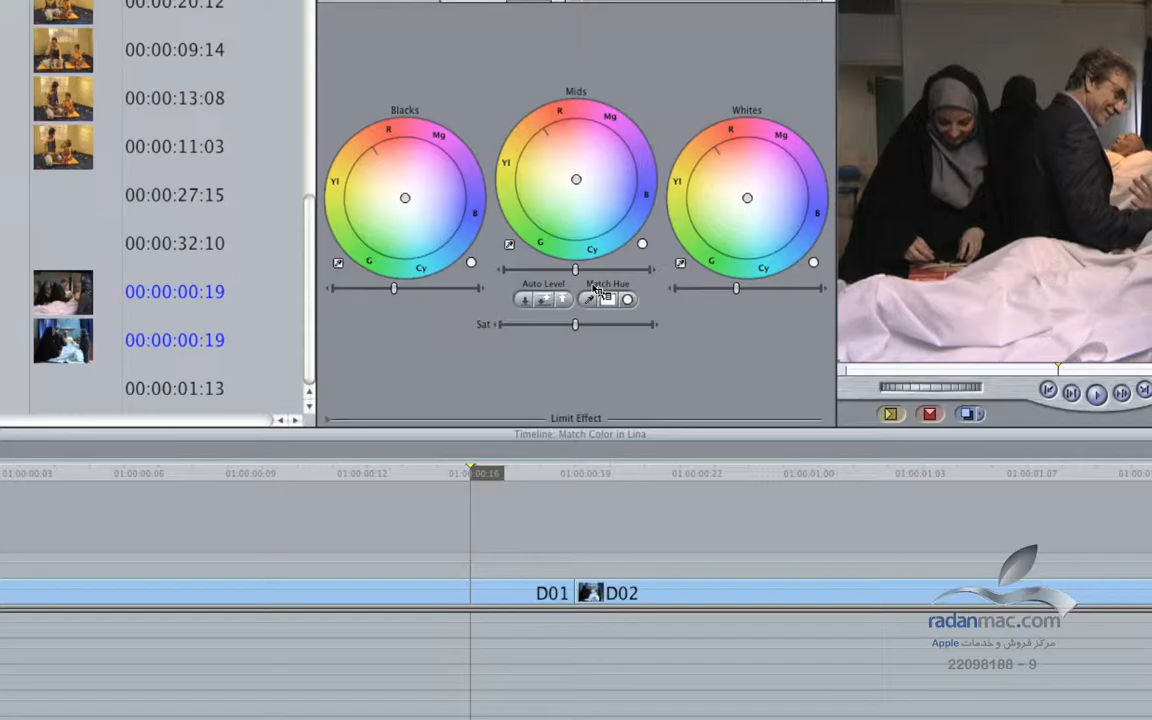 00:00:20:12
00:00:09:14
00:00:13:08
00:00:11:03
00:00:27:15
00:00:32:10
00:00:00:19
00:00:00:19
00:00:01:13
Blacks
R
Mg
Yl
B
G
Cy
Mids
R
Mg
Yl
B
G
Cy
Whites
R
Mg
Yl
B
G
Cy
Auto Level
Match Hue
Sat
Limit Effect
Timeline: Match Color in Lina
01:00:00:03
01:00:00:06
01:00:00:09
01:00:00:12
00:16
01:00:00:19
01:00:00:22
01:00:01:00
01:00:01:03
01:00:01:07
D01
D02
radanmac.com
مرکز فروش و خدمات Apple
22098188 - 9